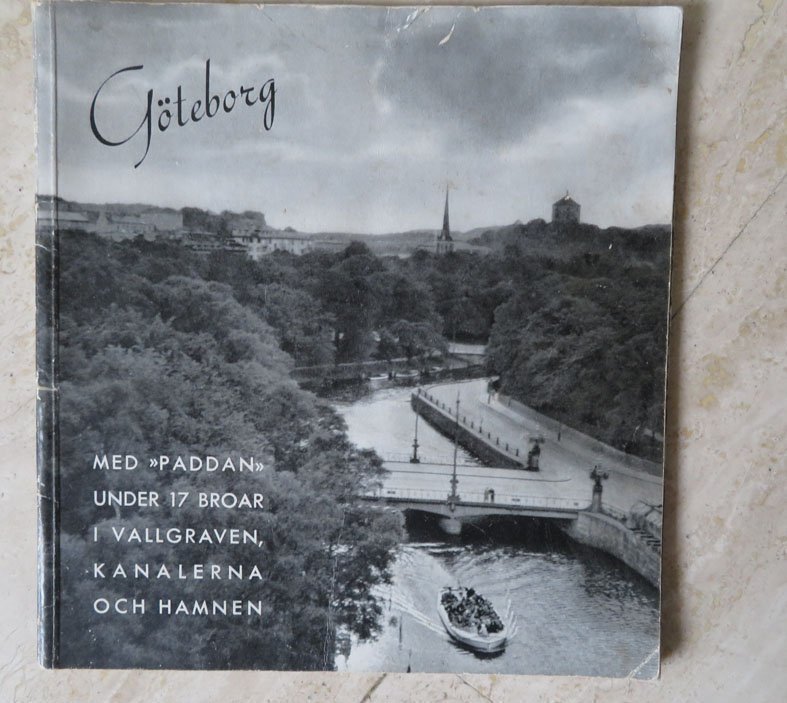 Göteborg
MED »PADDAN»
UNDER 17 BROAR
I VALLGRAVEN,
KANALERNA
OCH HAMNEN